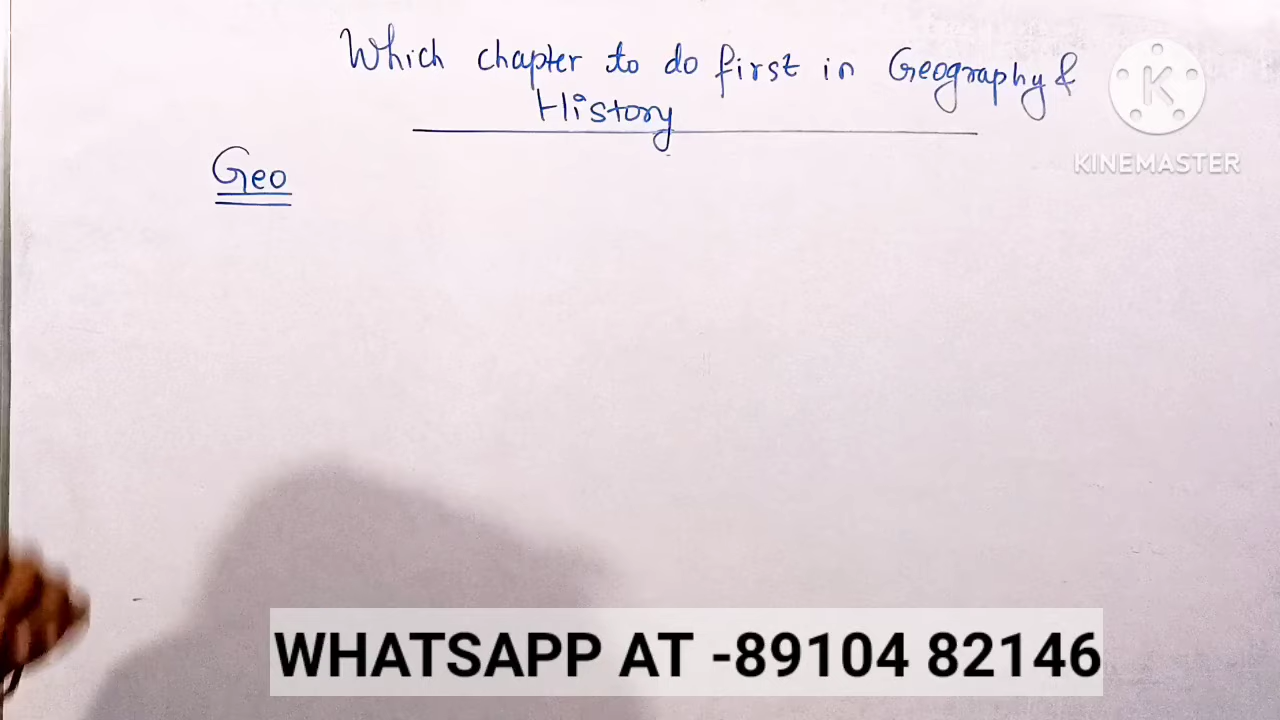 Which chapter to do first in Geography &
History
K
KINEMASTER
Geo
WHATSAPP AT -89104 82146